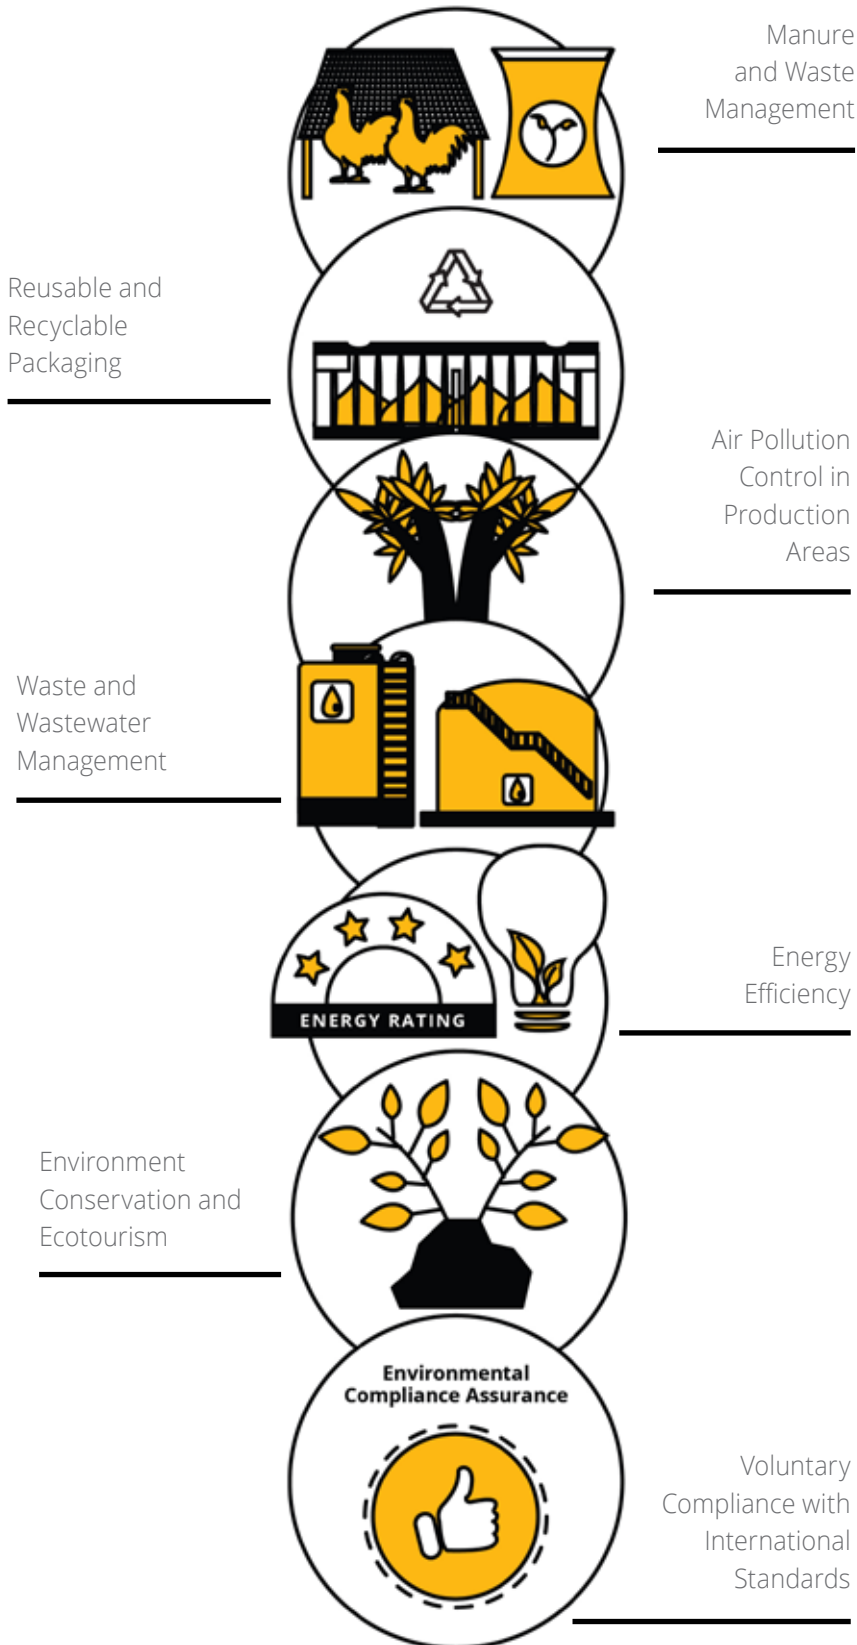 Manure
and Waste
Management
Reusable and
Recyclable
Packaging
Air Pollution
Control in
Production
Areas
Waste and
Wastewater
Management
Energy
Efficiency
ENERGY RATING
Environment
Conservation and
Ecotourism
Environmental
Compliance Assurance
Voluntary
Compliance with
International
Standards